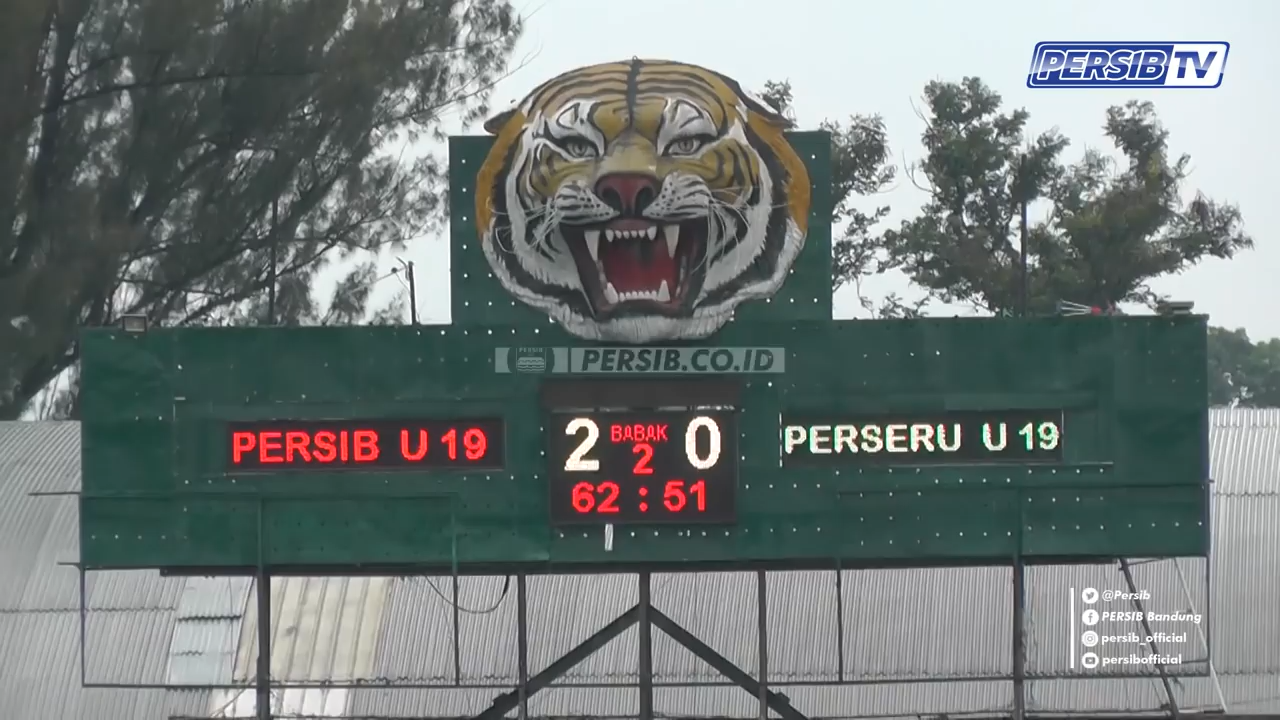 PERSIB TV
PERSIB PERSIB.CO.ID
PERSIB U 19
2 BABAK 0
2
62 : 51
PERSERU U 19
@Persib
PERSIB Bandung
persib_official
persibofficial